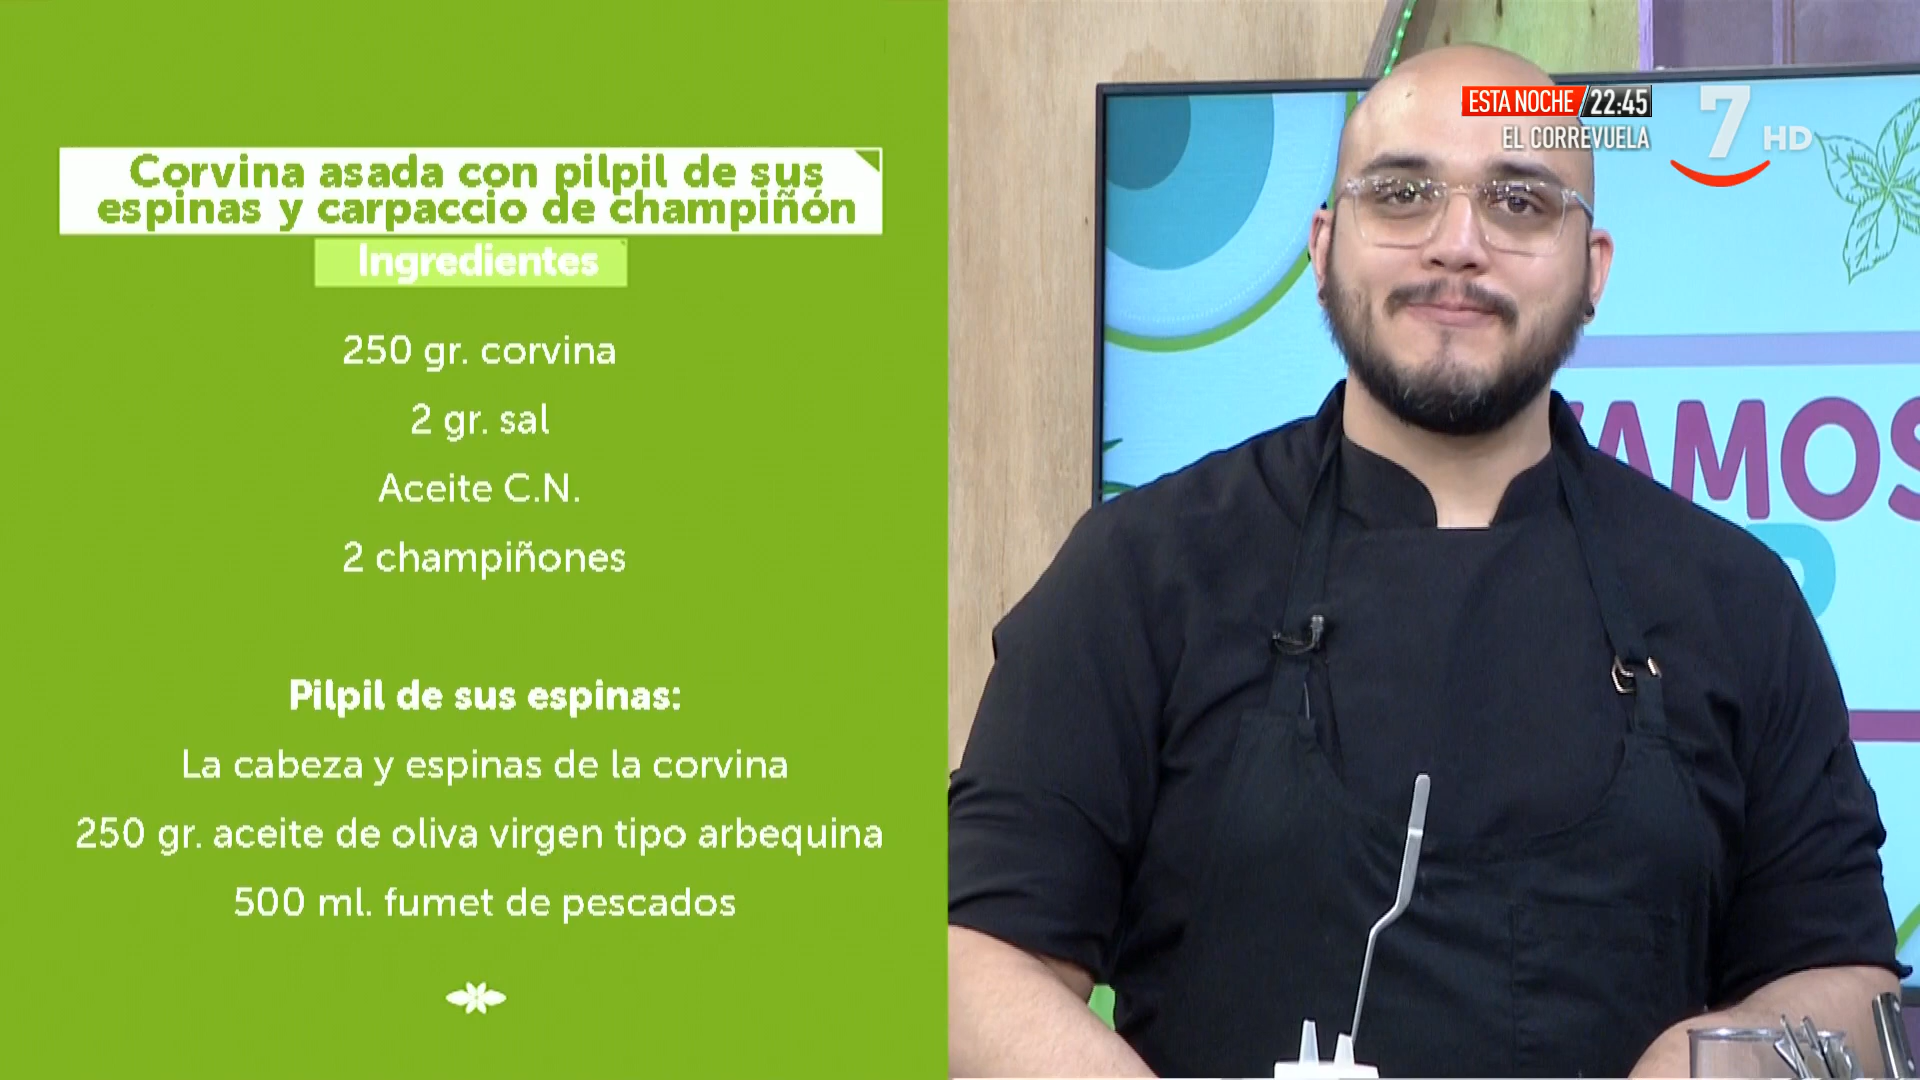 Corvina asada con pilpil de sus
espinas y carpaccio de champiñón
Ingredientes
250 gr. corvina
2 gr. sal
Aceite C.N.
2 champiñones
Pilpil de sus espinas:
La cabeza y espinas de la corvina
250 gr. aceite de oliva virgen tipo arbequina
500 ml. fumet de pescados
ESTA NOCHE 22:45
EL CORREVUELA
7 HD
VAMOS